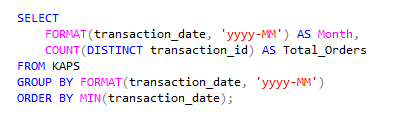 SELECT
FORMAT(transaction_date, 'yyyy-MM') AS Month,
COUNT(DISTINCT transaction_id) AS Total_Orders
FROM KAPS
GROUP BY FORMAT(transaction_date, 'yyyy-MM')
ORDER BY MIN(transaction_date);